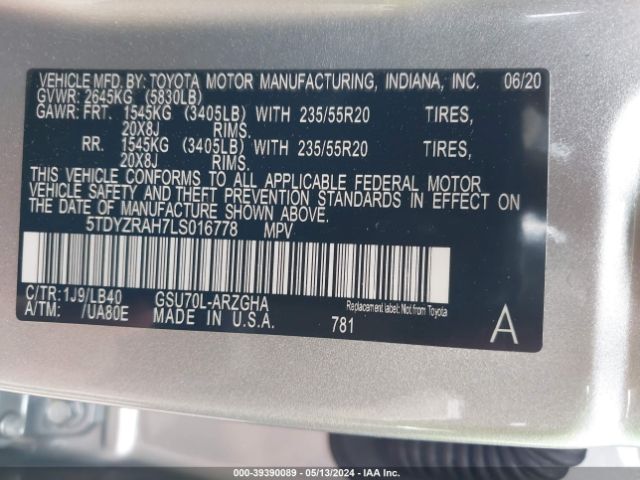 VEHICLE MFD. BY: TOYOTA MOTOR MANUFACTURING, INDIANA, INC. 06/20
GVWR: 2645KG (5830LB)
GAWR: FRT. 1545KG (3405LB) WITH 235/55R20 TIRES,
20X8J RIMS.
RR. 1545KG (3405LB) WITH 235/55R20 TIRES,
20X8J RIMS.
THIS VEHICLE CONFORMS TO ALL APPLICABLE FEDERAL MOTOR
VEHICLE SAFETY AND THEFT PREVENTION STANDARDS IN EFFECT ON
THE DATE OF MANUFACTURE SHOWN ABOVE.
5TDYZRAH7LS016778 MPV
C/TR: 1J9/LB40 GSU70L-ARZGHA Replacement label:
A/TM: /UA80E MADE IN U.S.A. Not from Toyota
781 A
000-39390089 - 05/13/2024 - IAA Inc.